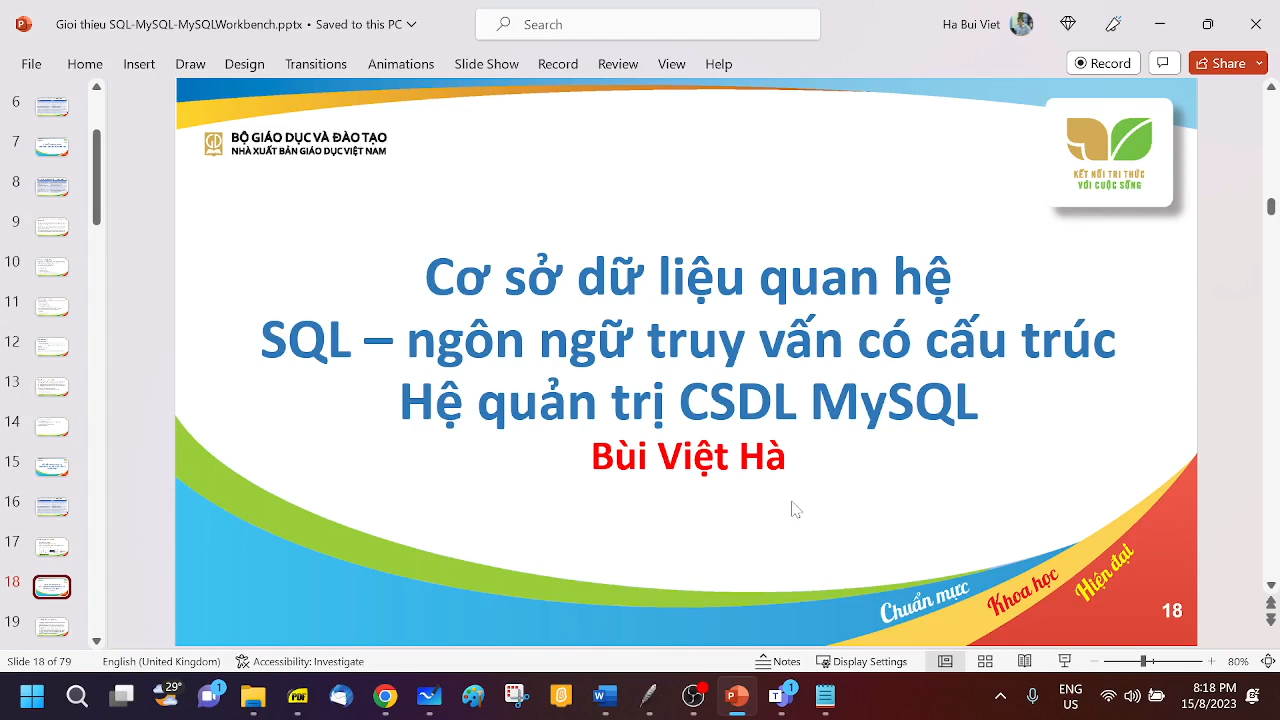 Gioi thieu SQL-MySQL-MySQLWorkbench.pptx • Saved to this PC
Search
Ha Bui Viet
File Home Insert Draw Design Transitions Animations Slide Show Record Review View Help
Record
Share
BỘ GIÁO DỤC VÀ ĐÀO TẠO
NHÀ XUẤT BẢN GIÁO DỤC VIỆT NAM
KẾT NỐI TRI THỨC
VỚI CUỘC SỐNG
Cơ sở dữ liệu quan hệ
SQL – ngôn ngữ truy vấn có cấu trúc
Hệ quản trị CSDL MySQL
Bùi Việt Hà
Chuẩn mực
Khoa học
Hiện đại
18
7
8
9
10
11
12
13
14
15
16
17
18
Slide 18 of 79
English (United Kingdom)
Accessibility: Investigate
Notes
Display Settings
80%
29°
1
PDF
1
ENG
US
8:18 PM
15/8/2023